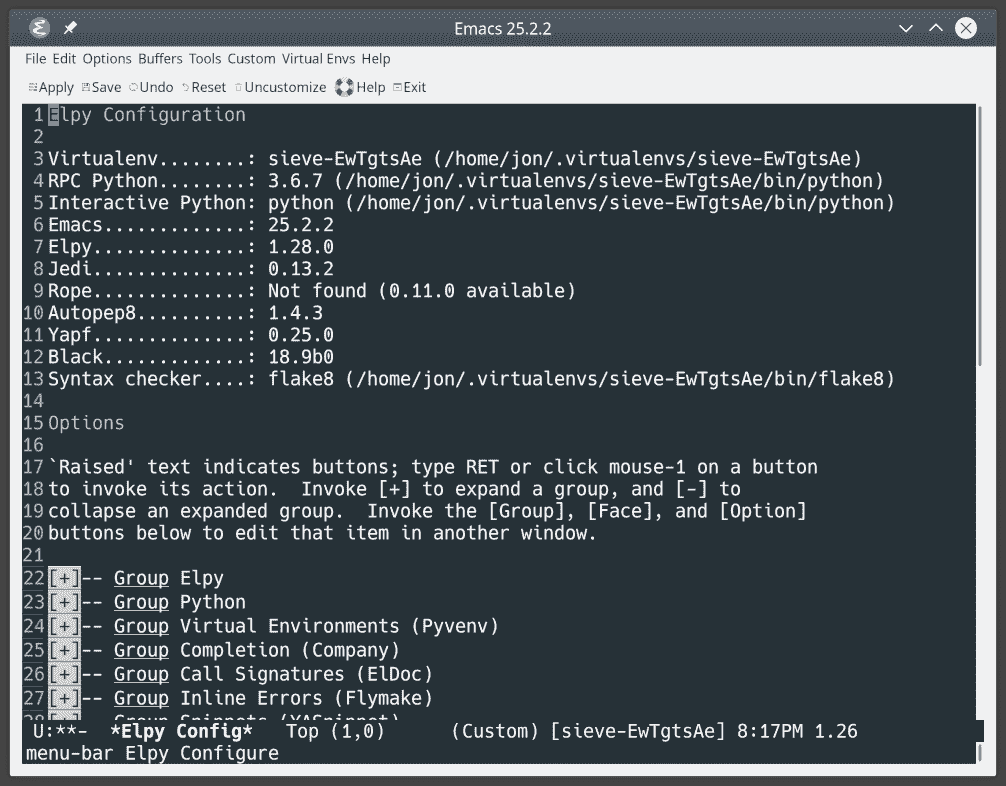 Emacs 25.2.2
File Edit Options Buffers Tools Custom Virtual Envs Help
Apply Save Undo Reset Uncustomize Help Exit
1 Elpy Configuration
2
3 Virtualenv........: sieve-EwTgtsAe (/home/jon/.virtualenvs/sieve-EwTgtsAe)
4 RPC Python........: 3.6.7 (/home/jon/.virtualenvs/sieve-EwTgtsAe/bin/python)
5 Interactive Python: python (/home/jon/.virtualenvs/sieve-EwTgtsAe/bin/python)
6 Emacs.............: 25.2.2
7 Elpy..............: 1.28.0
8 Jedi..............: 0.13.2
9 Rope..............: Not found (0.11.0 available)
10 Autopep8..........: 1.4.3
11 Yapf..............: 0.25.0
12 Black.............: 18.9b0
13 Syntax checker....: flake8 (/home/jon/.virtualenvs/sieve-EwTgtsAe/bin/flake8)
14
15 Options
16
17 `Raised' text indicates buttons; type RET or click mouse-1 on a button
18 to invoke its action.  Invoke [+] to expand a group, and [-] to
19 collapse an expanded group.  Invoke the [Group], [Face], and [Option]
20 buttons below to edit that item in another window.
21
22 [+]-- Group Elpy
23 [+]-- Group Python
24 [+]-- Group Virtual Environments (Pyvenv)
25 [+]-- Group Completion (Company)
26 [+]-- Group Call Signatures (ElDoc)
27 [+]-- Group Inline Errors (Flymake)
28 [+]-- Group Snippets (YASnippet)
U:**-  *Elpy Config*   Top (1,0)      (Custom) [sieve-EwTgtsAe] 8:17PM 1.26
menu-bar Elpy Configure